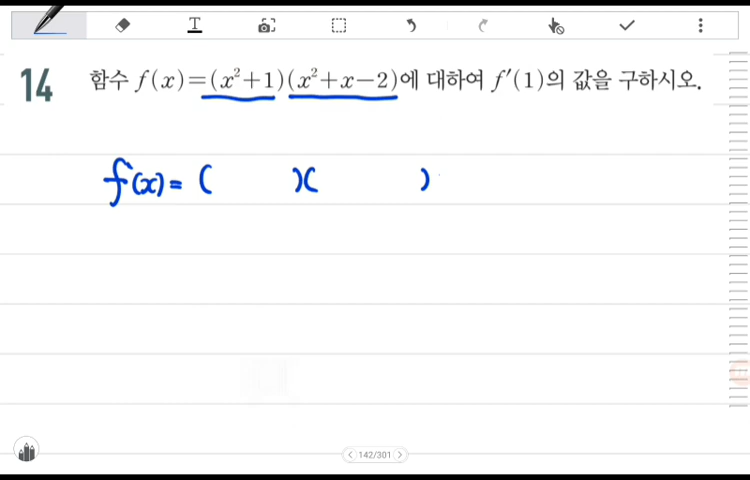 T
14 함수 f(x)=(x²+1)(x²+x−2)에 대하여 f′(1)의 값을 구하시오.
f(x)=(        )(        )
142/301